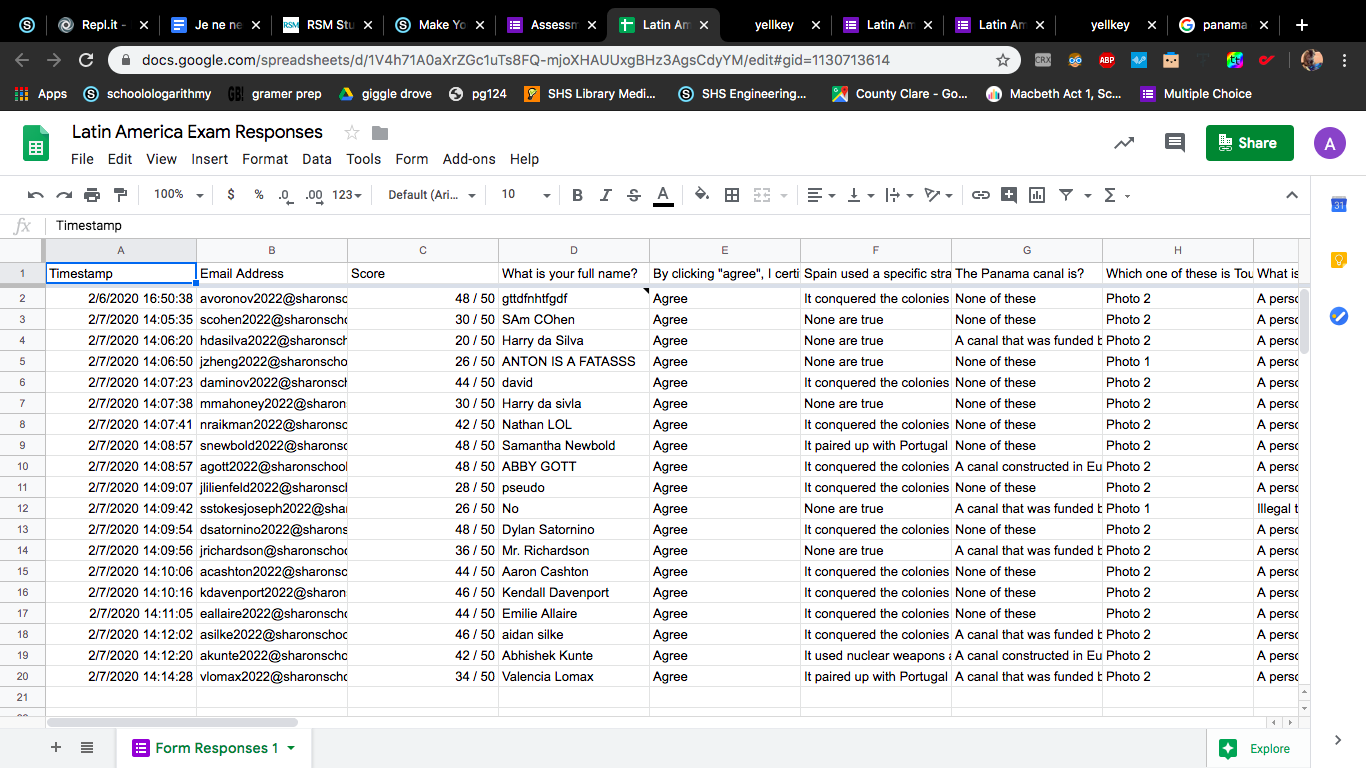 Repl.it - Je ne ne RSM RSM Stu Make Yo Assessm Latin Am yellkey Latin Am Latin Am yellkey panama
docs.google.com/spreadsheets/d/1V4h71A0aXrZGc1uTs8FQ-mjoXHAUUxgBHz3AgsCdyYM/edit#gid=1130713614 CRX ABP
Apps schoolologarithmy GB! gramer prep giggle drove pg124 SHS Library Medi... SHS Engineering... County Clare - Go... Macbeth Act 1, Sc... Multiple Choice
Latin America Exam Responses
File Edit View Insert Format Data Tools Form Add-ons Help
Share A
100% $ % .0 .00 123 Default (Ari... 10 B I S A
31
fx Timestamp
A B C D E F G H
1 Timestamp Email Address Score What is your full name? By clicking "agree", I certi Spain used a specific stra The Panama canal is? Which one of these is Tou What is
2 2/6/2020 16:50:38 avoronov2022@sharonsc 48 / 50 gttdfnhtfgdf Agree It conquered the colonies None of these Photo 2 A perso
3 2/7/2020 14:05:35 scohen2022@sharonscho 30 / 50 SAm COhen Agree None are true None of these Photo 2 A perso
4 2/7/2020 14:06:20 hdasilva2022@sharonsch 20 / 50 Harry da Silva Agree None are true A canal that was funded b Photo 2 A perso
5 2/7/2020 14:06:50 jzheng2022@sharonscho 26 / 50 ANTON IS A FATASSS Agree None are true None of these Photo 1 A perso
6 2/7/2020 14:07:23 daminov2022@sharonsch 44 / 50 david Agree It conquered the colonies None of these Photo 2 A perso
7 2/7/2020 14:07:38 mmahoney2022@sharon 30 / 50 Harry da sivla Agree None are true None of these Photo 2 A perso
8 2/7/2020 14:07:41 nraikman2022@sharonsc 42 / 50 Nathan LOL Agree It conquered the colonies None of these Photo 2 A perso
9 2/7/2020 14:08:57 snewbold2022@sharonsc 48 / 50 Samantha Newbold Agree It paired up with Portugal None of these Photo 2 A perso
10 2/7/2020 14:08:57 agott2022@sharonschool 48 / 50 ABBY GOTT Agree It conquered the colonies A canal constructed in Eu Photo 2 A perso
11 2/7/2020 14:09:07 jlilienfeld2022@sharonscl 28 / 50 pseudo Agree It conquered the colonies None of these Photo 2 A perso
12 2/7/2020 14:09:42 sstokesjoseph2022@shar 26 / 50 No Agree None are true A canal that was funded b Photo 1 Illegal t
13 2/7/2020 14:09:54 dsatornino2022@sharons 48 / 50 Dylan Satornino Agree It conquered the colonies None of these Photo 2 A perso
14 2/7/2020 14:09:56 jrichardson@sharonschoo 36 / 50 Mr. Richardson Agree None are true A canal that was funded b Photo 2 A perso
15 2/7/2020 14:10:06 acashton2022@sharonsc 44 / 50 Aaron Cashton Agree It conquered the colonies None of these Photo 2 A perso
16 2/7/2020 14:10:16 kdavenport2022@sharon 46 / 50 Kendall Davenport Agree It conquered the colonies None of these Photo 2 A perso
17 2/7/2020 14:11:05 eallaire2022@sharonscho 44 / 50 Emilie Allaire Agree It conquered the colonies None of these Photo 2 A perso
18 2/7/2020 14:12:02 asilke2022@sharonschoo 46 / 50 aidan silke Agree It conquered the colonies A canal that was funded b Photo 2 A perso
19 2/7/2020 14:12:20 akunte2022@sharonscho 42 / 50 Abhishek Kunte Agree It used nuclear weapons a A canal constructed in Eu Photo 2 A perso
20 2/7/2020 14:14:28 vlomax2022@sharonscho 34 / 50 Valencia Lomax Agree It paired up with Portugal A canal that was funded b Photo 2 A perso
21
Form Responses 1 Explore